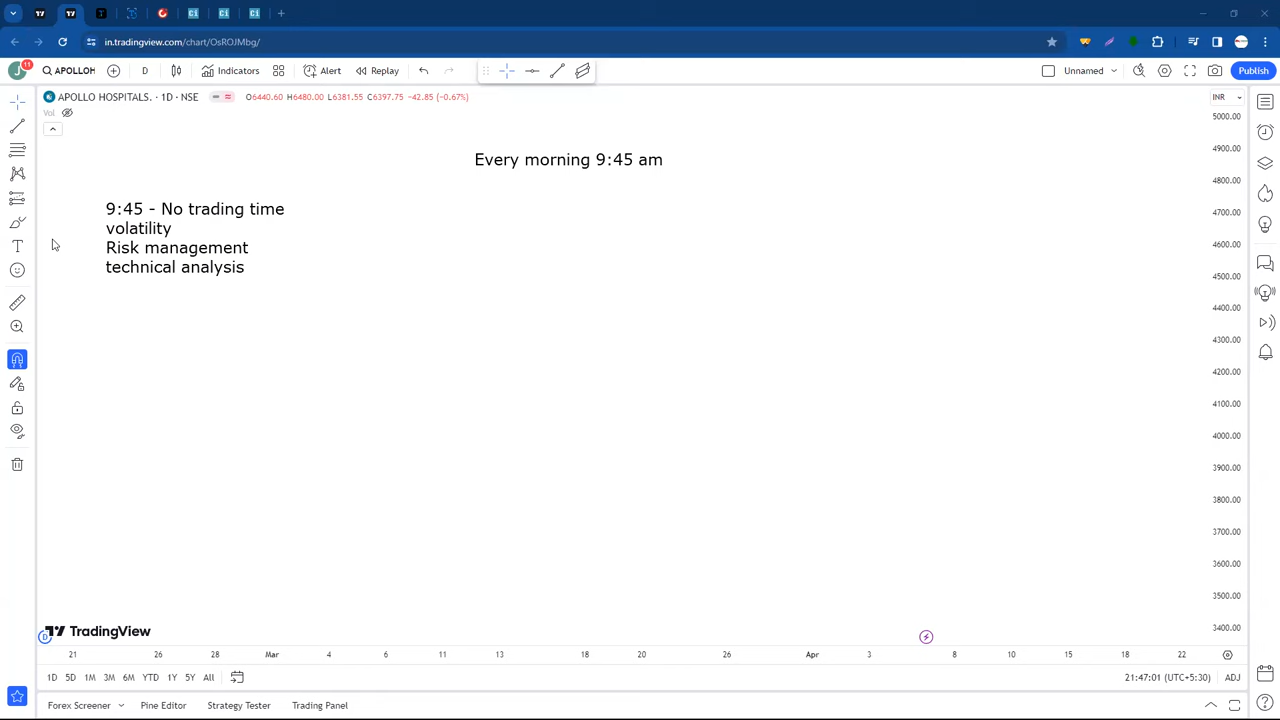 in.tradingview.com/chart/OsROJMbg/
11
APOLLOH
D
Indicators
Alert
Replay
Unnamed
Publish
APOLLO HOSPITALS. · 1D · NSE
O6440.60 H6480.00 L6381.55 C6397.75 -42.85 (-0.67%)
INR
Vol
5000.00
Every morning 9:45 am
4900.00
4800.00
9:45 - No trading time
4700.00
volatility
Risk management
4600.00
technical analysis
4500.00
4400.00
4300.00
4200.00
4100.00
4000.00
3900.00
3800.00
3700.00
3600.00
3500.00
3400.00
TradingView
D
21 26 28 Mar 4 6 11 13 18 20 26 Apr 3 8 10 15 18 22
1D 5D 1M 3M 6M YTD 1Y 5Y All
21:47:01 (UTC+5:30) ADJ
Forex Screener Pine Editor Strategy Tester Trading Panel